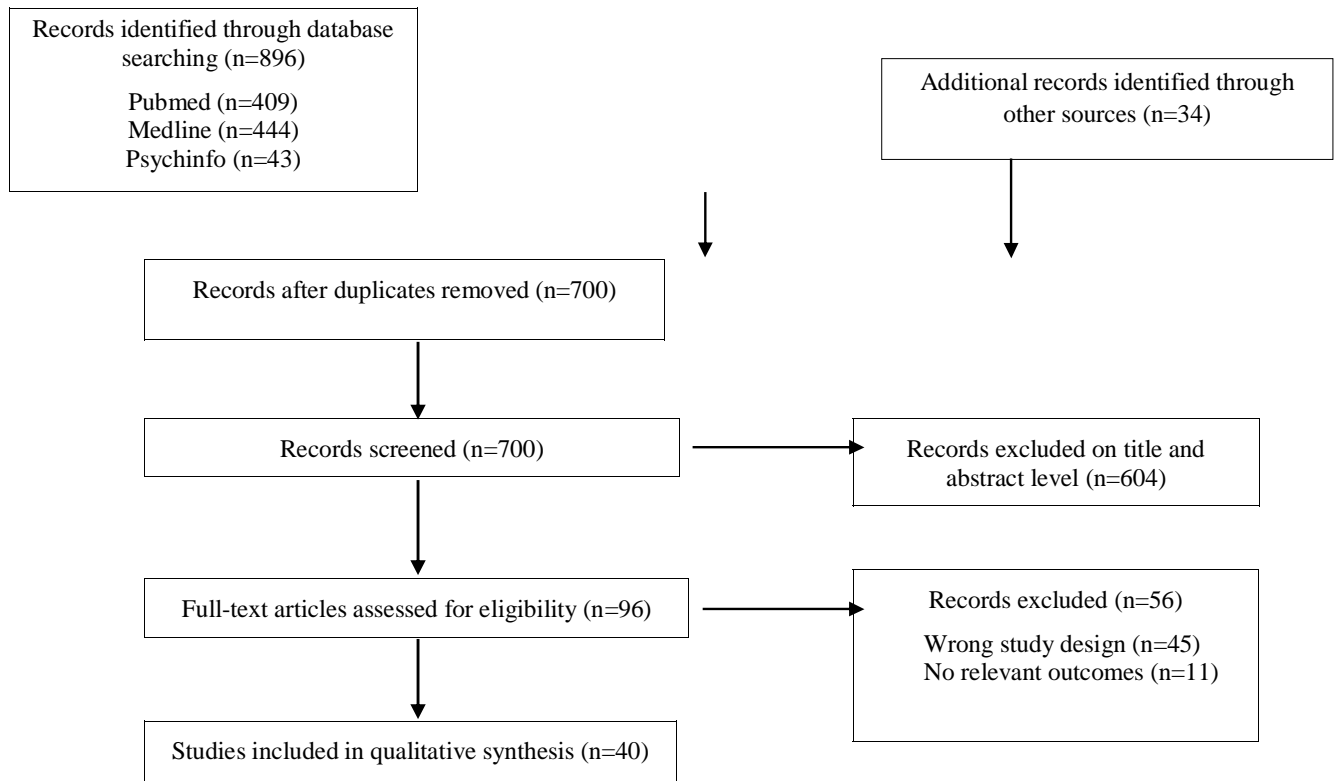 Records identified through database
searching (n=896)
Pubmed (n=409)
Medline (n=444)
Psychinfo (n=43)
Additional records identified through
other sources (n=34)
Records after duplicates removed (n=700)
Records screened (n=700)
Records excluded on title and
abstract level (n=604)
Full-text articles assessed for eligibility (n=96)
Records excluded (n=56)
Wrong study design (n=45)
No relevant outcomes (n=11)
Studies included in qualitative synthesis (n=40)